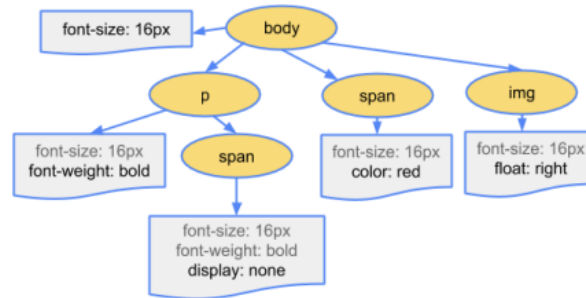 font-size: 16px
body
p
span
img
font-size: 16px
font-weight: bold
span
font-size: 16px
color: red
font-size: 16px
float: right
font-size: 16px
font-weight: bold
display: none